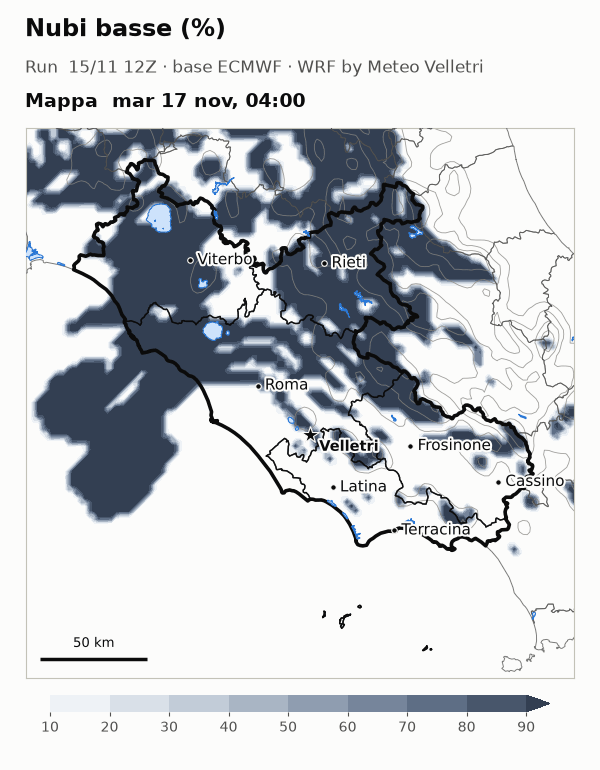 Nubi basse (%)
Run  15/11 12Z · base ECMWF · WRF by Meteo Velletri
Mappa  mar 17 nov, 04:00
Viterbo
Rieti
Roma
Velletri
Frosinone
Latina
Cassino
Terracina
50 km
10 20 30 40 50 60 70 80 90